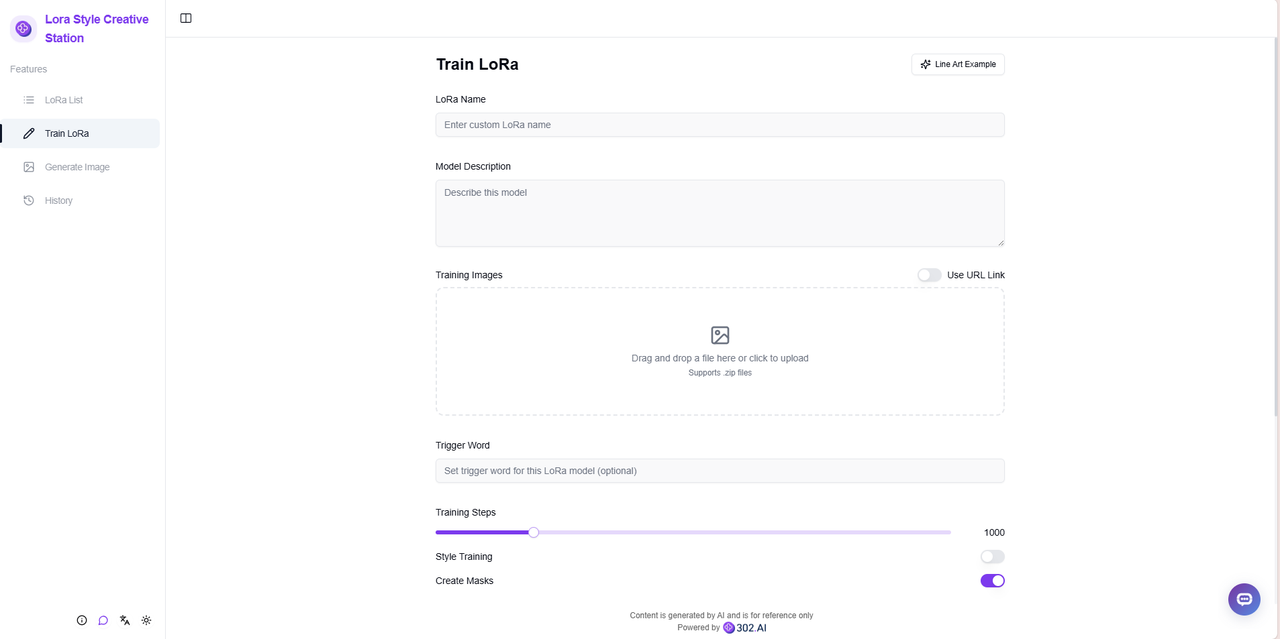 Lora Style Creative
Station
Features
LoRa List
Train LoRa
Generate Image
History
Train LoRa
Line Art Example
LoRa Name
Enter custom LoRa name
Model Description
Describe this model
Training Images
Use URL Link
Drag and drop a file here or click to upload
Supports .zip files
Trigger Word
Set trigger word for this LoRa model (optional)
Training Steps
1000
Style Training
Create Masks
Content is generated by AI and is for reference only
Powered by 302.AI